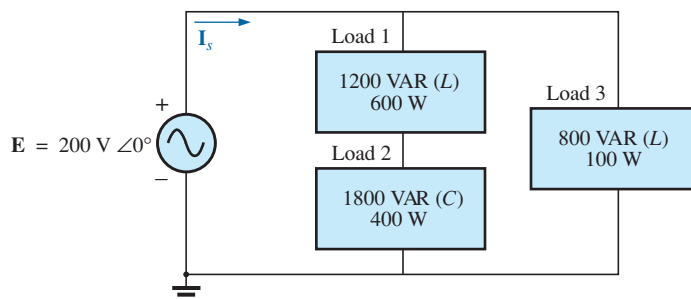 I_s
Load 1
1200 VAR (L)
600 W
Load 3
+
E = 200 V ∠0°
800 VAR (L)
100 W
Load 2
–
1800 VAR (C)
400 W